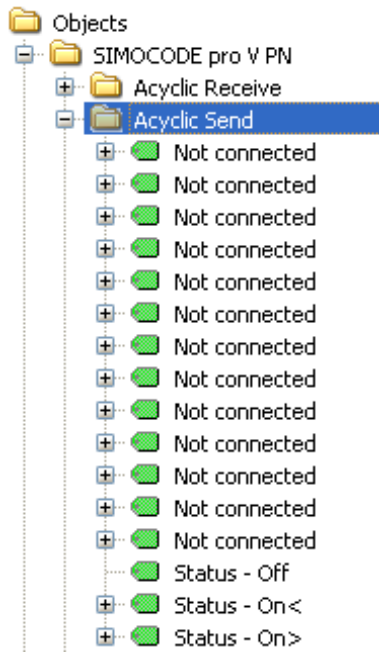 Objects
SIMOCODE pro V PN
Acyclic Receive
Acyclic Send
Not connected
Not connected
Not connected
Not connected
Not connected
Not connected
Not connected
Not connected
Not connected
Not connected
Not connected
Not connected
Not connected
Status - Off
Status - On<
Status - On>